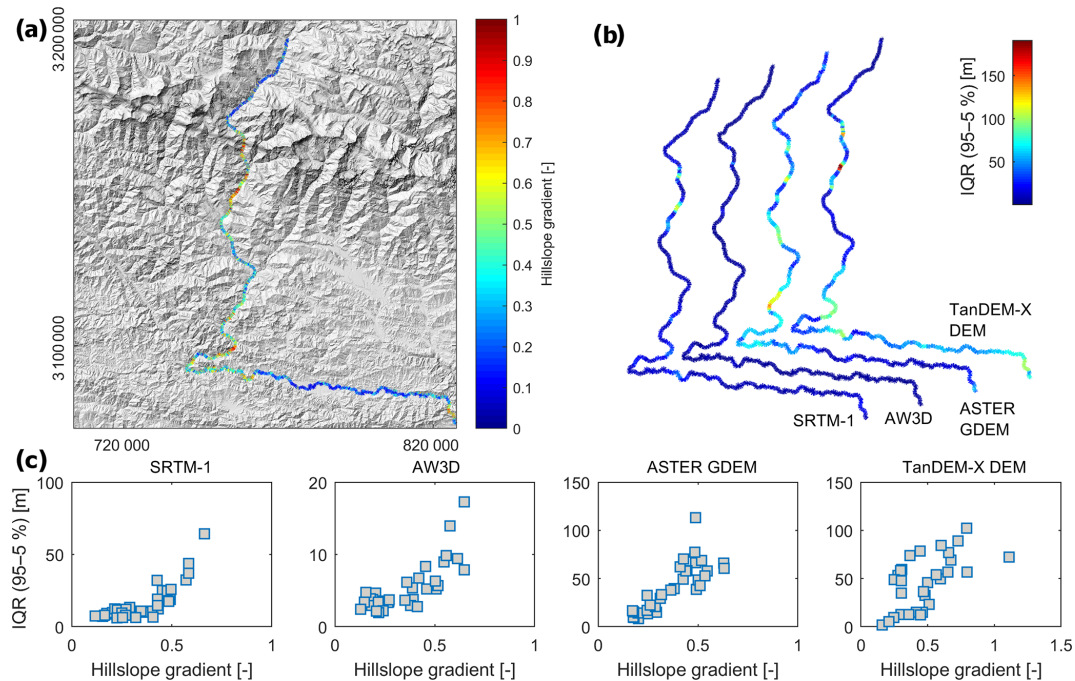 (a)
3 200 000
3 100 000
720 000
820 000
1
0.9
0.8
0.7
0.6
0.5
0.4
0.3
0.2
0.1
0
Hillslope gradient [-]
(b)
150
100
50
IQR (95–5 %) [m]
TanDEM-X
DEM
ASTER
GDEM
AW3D
SRTM-1
(c)
SRTM-1
100
50
0
0
0.5
1
IQR (95–5 %) [m]
Hillslope gradient [-]
AW3D
20
10
0
0
0.5
1
Hillslope gradient [-]
ASTER GDEM
150
100
50
0
0
0.5
1
Hillslope gradient [-]
TanDEM-X DEM
150
100
50
0
0
0.5
1
1.5
Hillslope gradient [-]